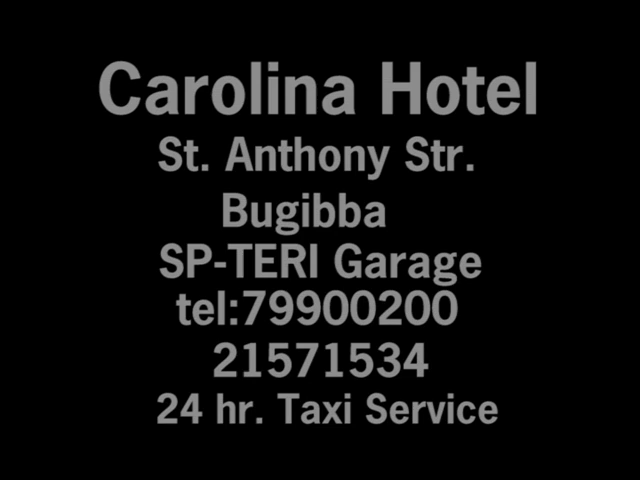 Carolina Hotel
St. Anthony Str.
Bugibba
SP-TERI Garage
tel:79900200
21571534
24 hr. Taxi Service